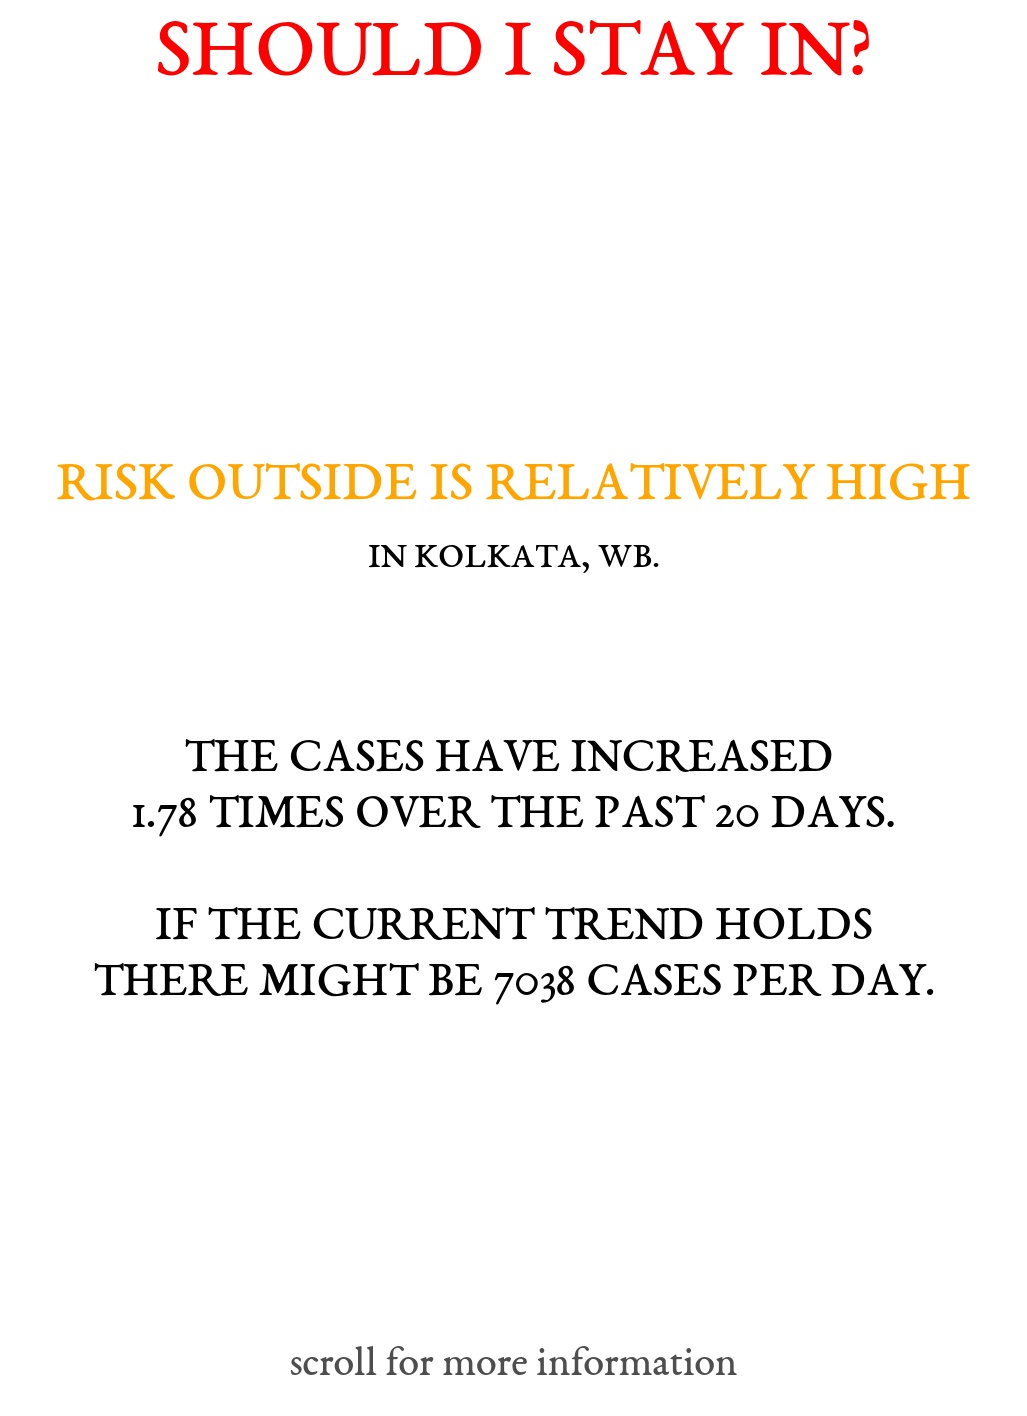 SHOULD I STAY IN?
RISK OUTSIDE IS RELATIVELY HIGH
IN KOLKATA, WB.
THE CASES HAVE INCREASED
1.78 TIMES OVER THE PAST 20 DAYS.
IF THE CURRENT TREND HOLDS
THERE MIGHT BE 7038 CASES PER DAY.
scroll for more information